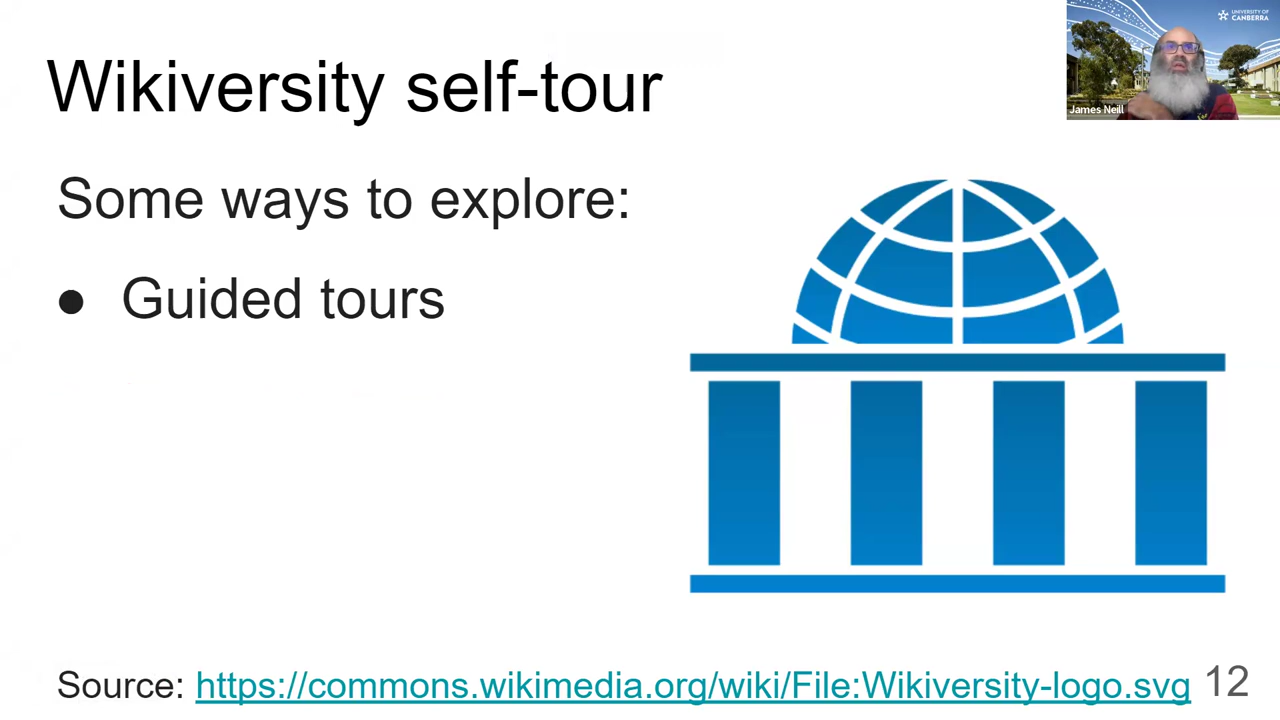 Wikiversity self-tour
UNIVERSITY OF
CANBERRA
James Neill
Some ways to explore:
● Guided tours
Source: https://commons.wikimedia.org/wiki/File:Wikiversity-logo.svg
12